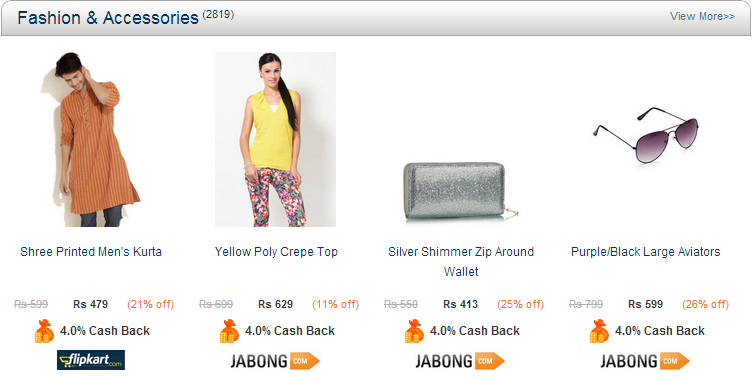 Fashion & Accessories (2819)
View More>>
Shree Printed Men's Kurta
Rs 599 Rs 479 (21% off)
4.0% Cash Back
flipkart.com
Yellow Poly Crepe Top
Rs 699 Rs 629 (11% off)
4.0% Cash Back
JABONG.COM
Silver Shimmer Zip Around
Wallet
Rs 550 Rs 413 (25% off)
4.0% Cash Back
JABONG.COM
Purple/Black Large Aviators
Rs 799 Rs 599 (26% off)
4.0% Cash Back
JABONG.COM